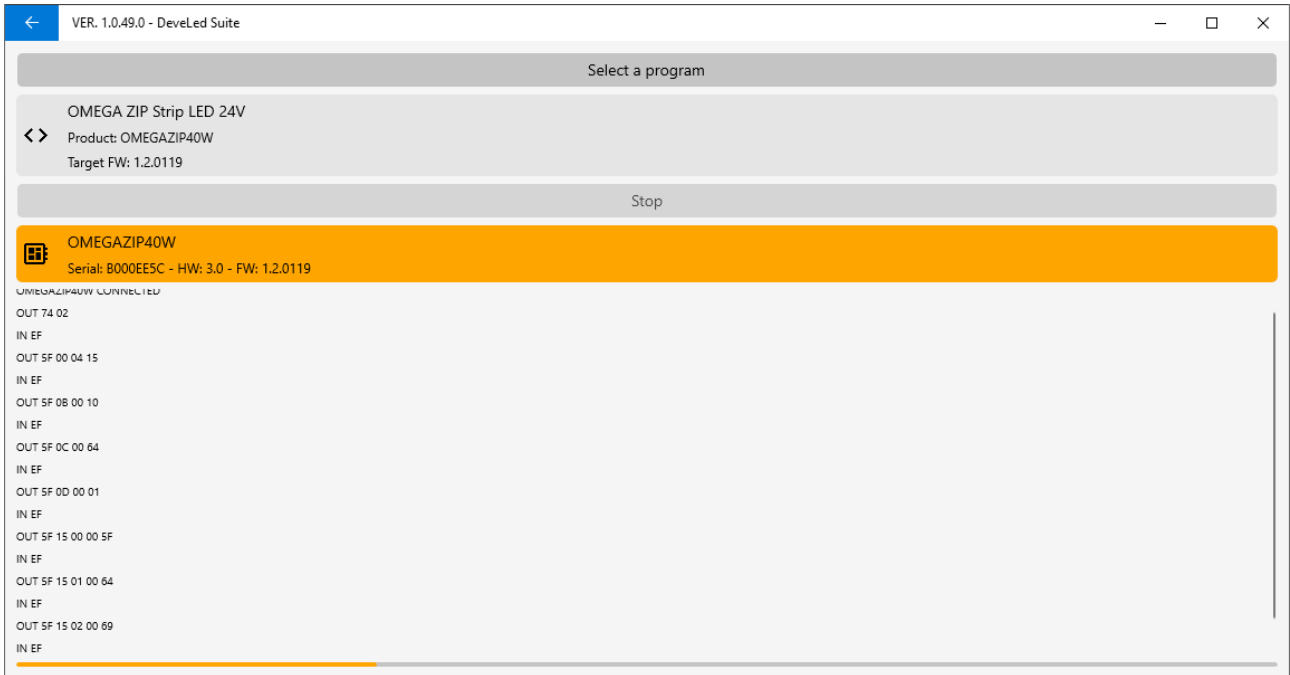 VER. 1.0.49.0 - DeveLed Suite
Select a program
OMEGA ZIP Strip LED 24V
Product: OMEGAZIP40W
Target FW: 1.2.0119
Stop
OMEGAZIP40W
Serial: B000EE5C - HW: 3.0 - FW: 1.2.0119
OMEGAZIP40W CONNECTED
OUT 74 02
IN EF
OUT 5F 00 04 15
IN EF
OUT 5F 0B 00 10
IN EF
OUT 5F 0C 00 64
IN EF
OUT 5F 0D 00 01
IN EF
OUT 5F 15 00 00 5F
IN EF
OUT 5F 15 01 00 64
IN EF
OUT 5F 15 02 00 69
IN EF